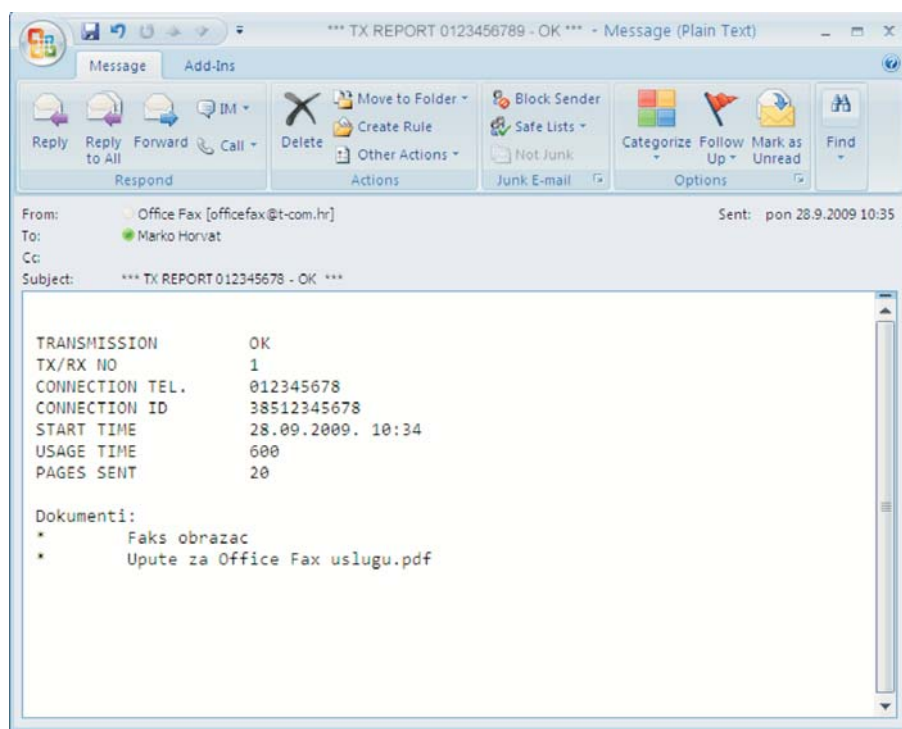 *** TX REPORT 0123456789 - OK *** - Message (Plain Text)
Message Add-Ins
Reply
Reply to All
Forward
IM
Call
Respond
Delete
Move to Folder
Create Rule
Other Actions
Actions
Block Sender
Safe Lists
Not Junk
Junk E-mail
Categorize
Follow Up
Mark as Unread
Options
Find
From: Office Fax [officefax@t-com.hr] Sent: pon 28.9.2009 10:35
To: Marko Horvat
Cc:
Subject: *** TX REPORT 012345678 - OK ***
TRANSMISSION OK
TX/RX NO 1
CONNECTION TEL. 012345678
CONNECTION ID 38512345678
START TIME 28.09.2009. 10:34
USAGE TIME 600
PAGES SENT 20
Dokumenti:
* Faks obrazac
* Upute za Office Fax uslugu.pdf